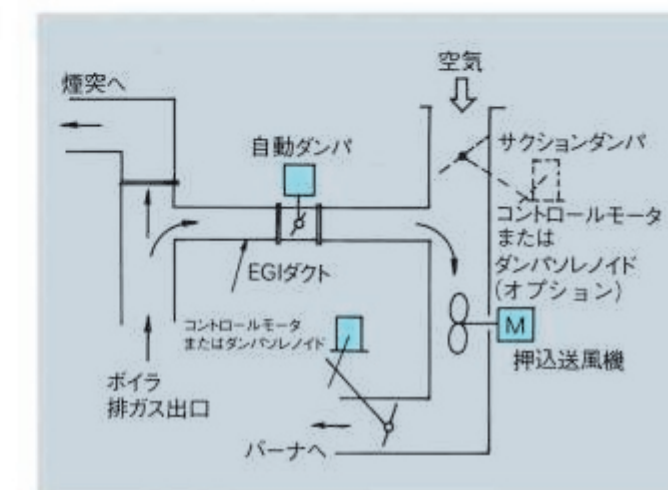 空気
煙突へ
自動ダンパ
サクションダンパ
コントロールモータ
または
ダンパソレノイド
(オプション)
EGIダクト
コントロールモータ
またはダンパソレノイド
M
押込送風機
ボイラ
排ガス出口
バーナへ